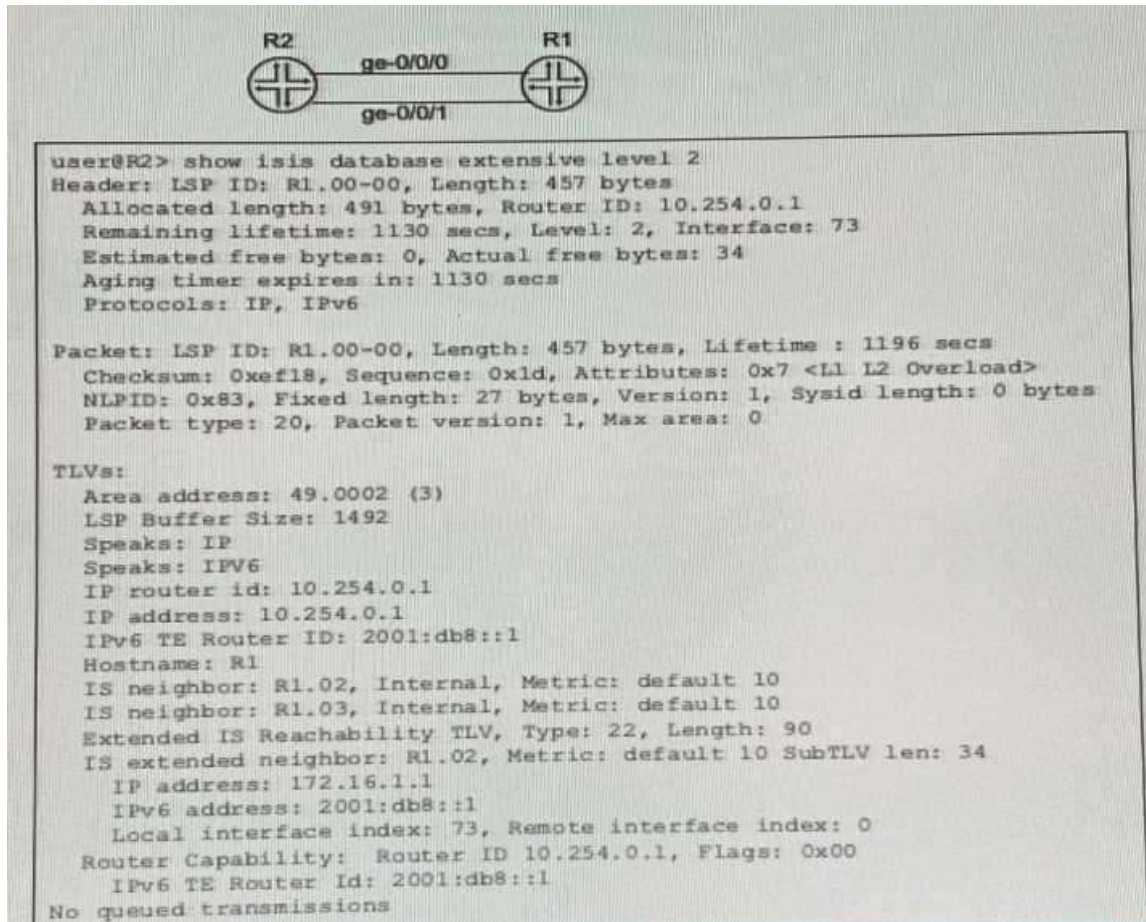 R2
R1
ge-0/0/0
ge-0/0/1
user@R2> show isis database extensive level 2
Header: LSP ID: R1.00-00, Length: 457 bytes
Allocated length: 491 bytes, Router ID: 10.254.0.1
Remaining lifetime: 1130 secs, Level: 2, Interface: 73
Estimated free bytes: 0, Actual free bytes: 34
Aging timer expires in: 1130 secs
Protocols: IP, IPv6
Packet: LSP ID: R1.00-00, Length: 457 bytes, Lifetime : 1196 secs
Checksum: 0xef18, Sequence: 0x1d, Attributes: 0x7 <L1 L2 Overload>
NLPID: 0x83, Fixed length: 27 bytes, Version: 1, Sysid length: 0 bytes
Packet type: 20, Packet version: 1, Max area: 0
TLVs:
Area address: 49.0002 (3)
LSP Buffer Size: 1492
Speaks: IP
Speaks: IPV6
IP router id: 10.254.0.1
IP address: 10.254.0.1
IPv6 TE Router ID: 2001:db8::1
Hostname: R1
IS neighbor: R1.02, Internal, Metric: default 10
IS neighbor: R1.03, Internal, Metric: default 10
Extended IS Reachability TLV, Type: 22, Length: 90
IS extended neighbor: R1.02, Metric: default 10 SubTLV len: 34
IP address: 172.16.1.1
IPv6 address: 2001:db8::1
Local interface index: 73, Remote interface index: 0
Router Capability: Router ID 10.254.0.1, Flags: 0x00
IPv6 TE Router Id: 2001:db8::1
No queued transmissions